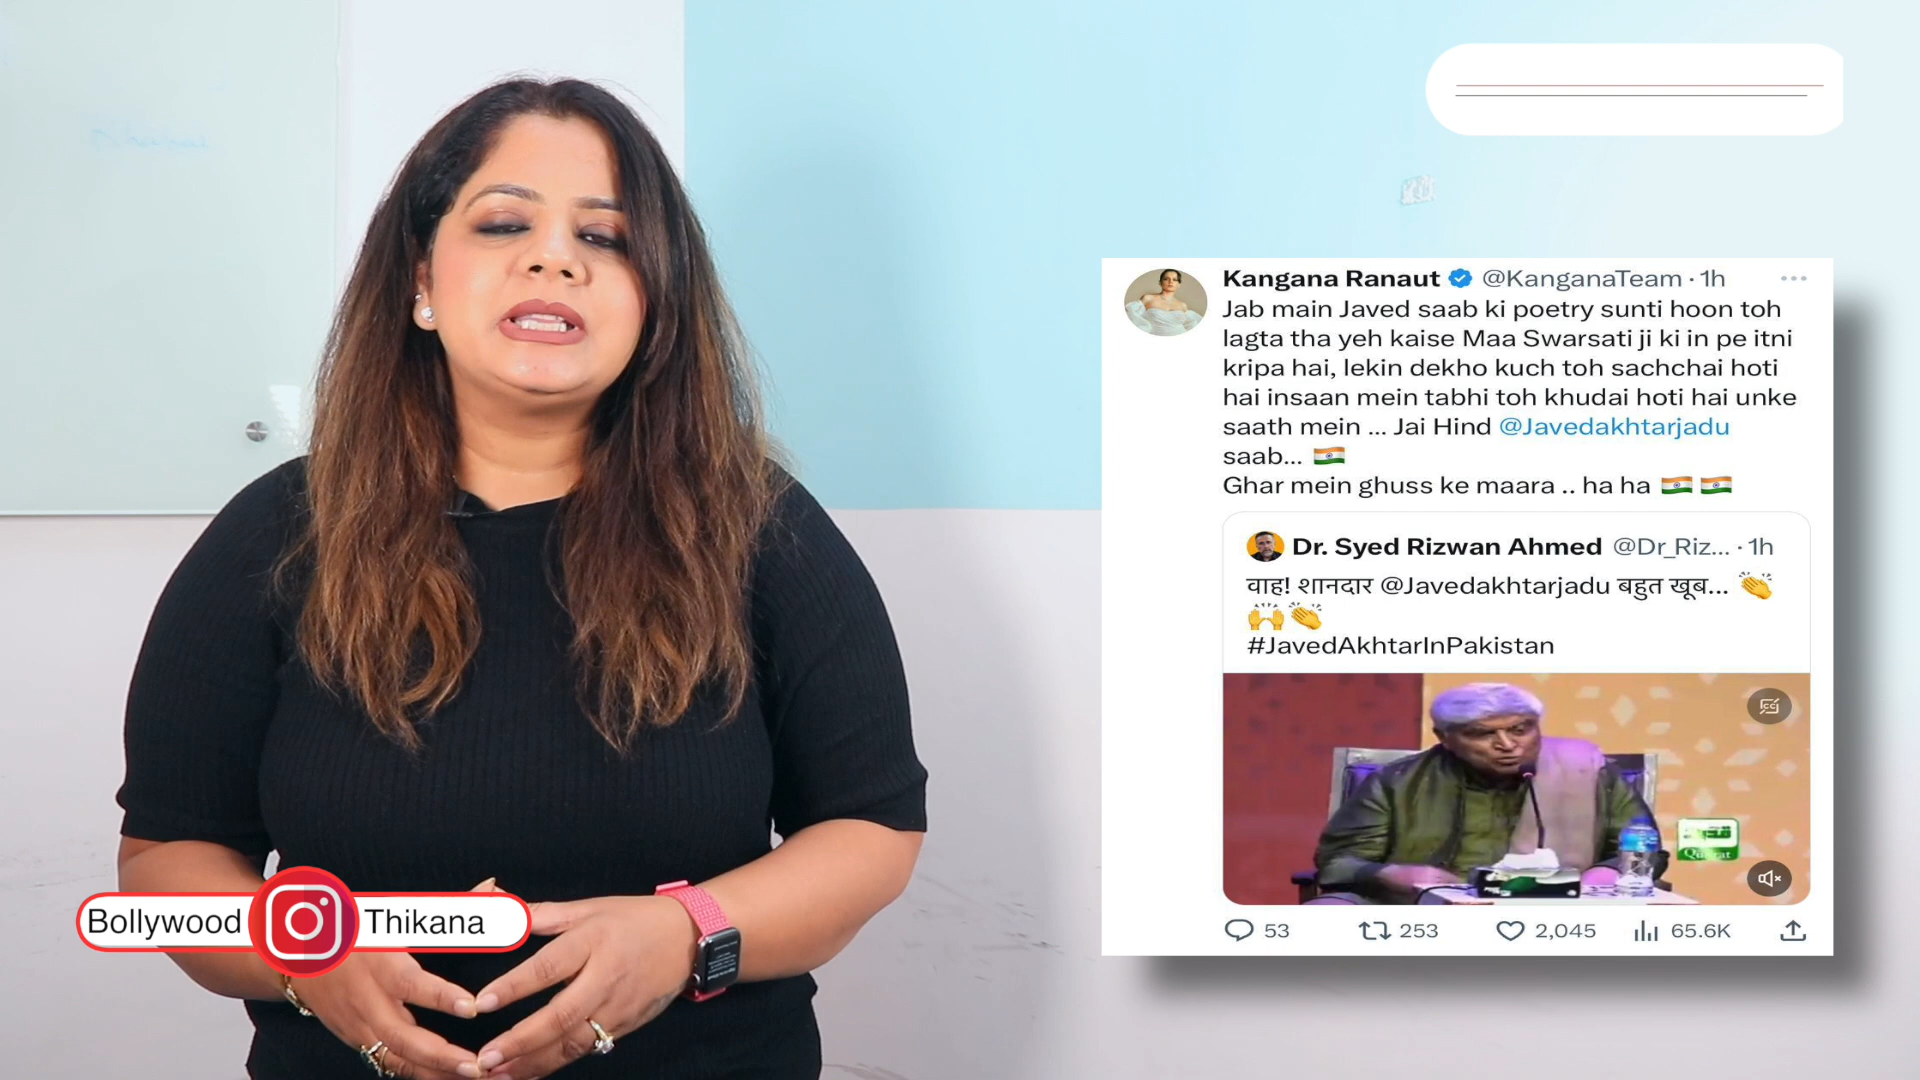 Kangana Ranaut @KanganaTeam · 1h
Jab main Javed saab ki poetry sunti hoon toh
lagta tha yeh kaise Maa Swarsati ji ki in pe itni
kripa hai, lekin dekho kuch toh sachchai hoti
hai insaan mein tabhi toh khudai hoti hai unke
saath mein ... Jai Hind @Javedakhtarjadu
saab... 🇮🇳
Ghar mein ghuss ke maara .. ha ha 🇮🇳 🇮🇳
Dr. Syed Rizwan Ahmed @Dr_Riz... · 1h
वाह! शानदार @Javedakhtarjadu बहुत खूब... 👏
🙌 👏
#JavedAkhtarInPakistan
CC
53 253 2,045 65.6K
Bollywood Thikana